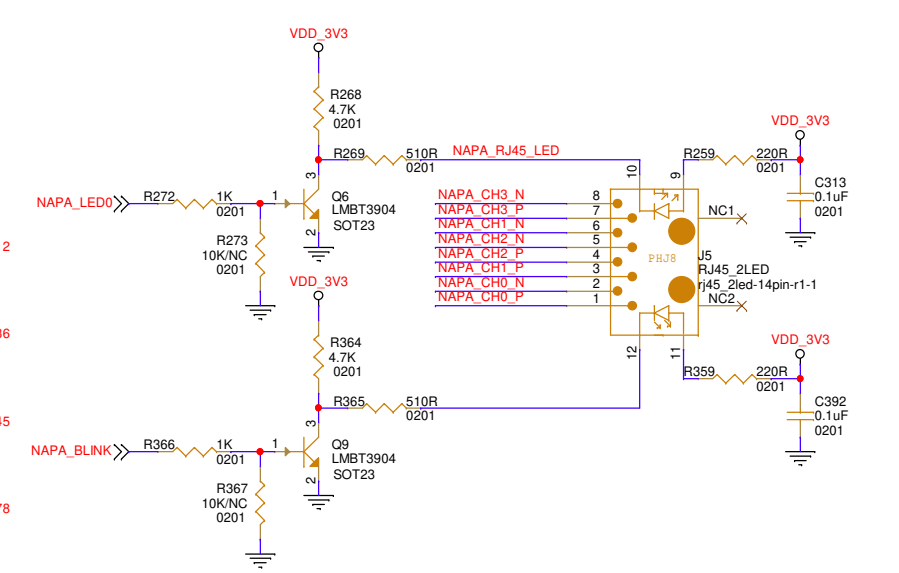 VDD_3V3
R268
4.7K
0201
R269 510R
0201
NAPA_RJ45_LED
3
NAPA_LED0
R272 1K
0201
1
Q6
LMBT3904
SOT23
2
R273
10K/NC
0201
VDD_3V3
R364
4.7K
0201
R365 510R
0201
3
NAPA_BLINK
R366 1K
0201
1
Q9
LMBT3904
SOT23
2
R367
10K/NC
0201
NAPA_CH3_N 8
NAPA_CH3_P 7
NAPA_CH1_N 6
NAPA_CH2_N 5
NAPA_CH2_P 4
NAPA_CH1_P 3
NAPA_CH0_N 2
NAPA_CH0_P 1
10
9
12
11
PHJ8
NC1
J5
RJ45_2LED
rj45_2led-14pin-r1-1
NC2
VDD_3V3
R259 220R
0201
C313
0.1uF
0201
VDD_3V3
R359 220R
0201
C392
0.1uF
0201
2
36
45
78